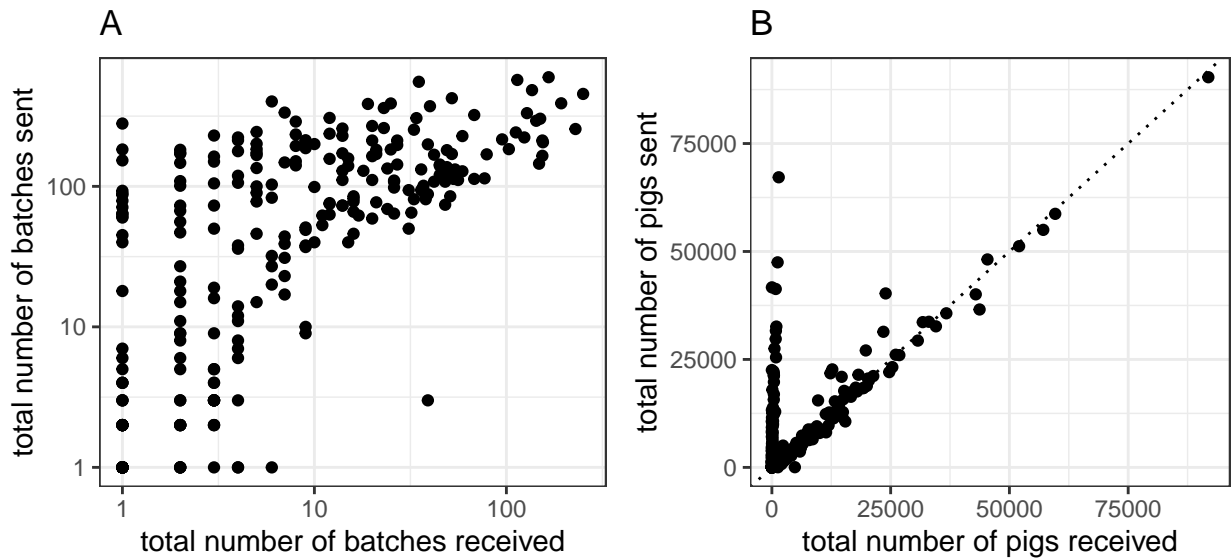 A
total number of batches sent
100
10
1
1
10
100
total number of batches received
B
total number of pigs sent
75000
50000
25000
0
0
25000
50000
75000
total number of pigs received